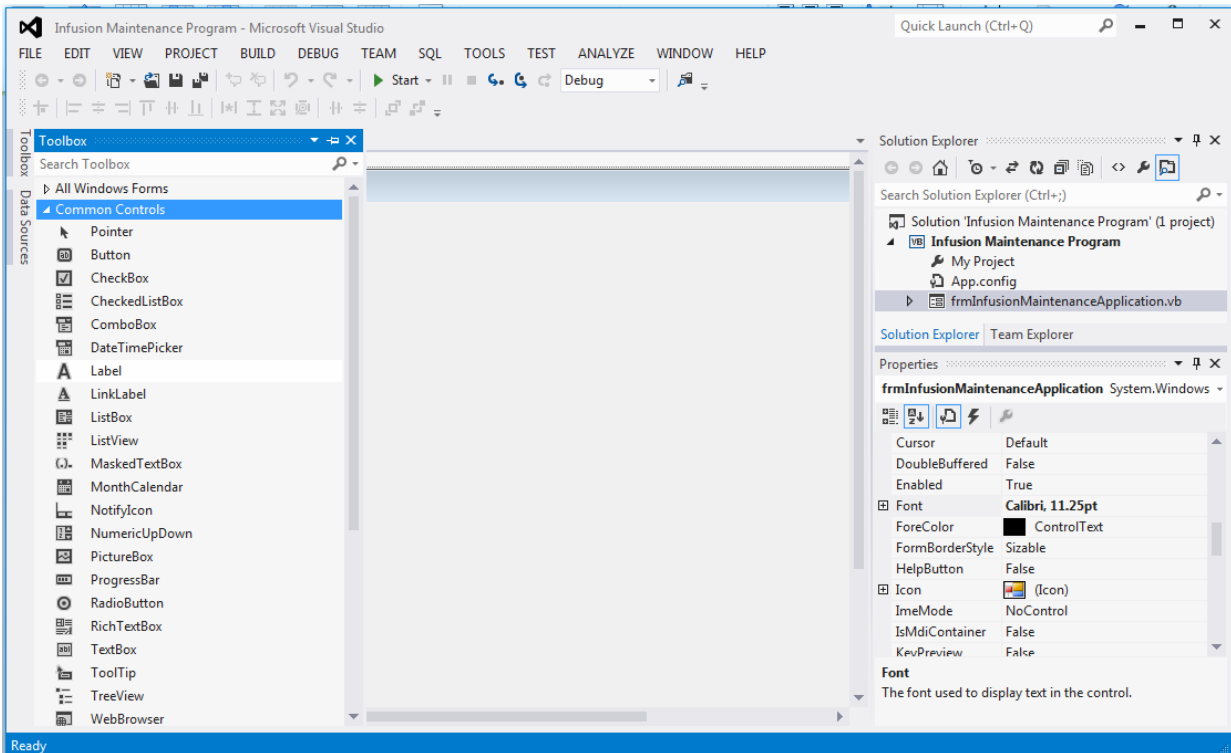 Infusion Maintenance Program - Microsoft Visual Studio
Quick Launch (Ctrl+Q)
FILE EDIT VIEW PROJECT BUILD DEBUG TEAM SQL TOOLS TEST ANALYZE WINDOW HELP
Start Debug
Toolbox
Data Sources
Toolbox
Search Toolbox
All Windows Forms
Common Controls
Pointer
Button
CheckBox
CheckedListBox
ComboBox
DateTimePicker
Label
LinkLabel
ListBox
ListView
MaskedTextBox
MonthCalendar
NotifyIcon
NumericUpDown
PictureBox
ProgressBar
RadioButton
RichTextBox
TextBox
ToolTip
TreeView
WebBrowser
Solution Explorer
Search Solution Explorer (Ctrl+;)
Solution 'Infusion Maintenance Program' (1 project)
VB Infusion Maintenance Program
My Project
App.config
frmInfusionMaintenanceApplication.vb
Solution Explorer Team Explorer
Properties
frmInfusionMaintenanceApplication System.Windows
Cursor Default
DoubleBuffered False
Enabled True
Font Calibri, 11.25pt
ForeColor ControlText
FormBorderStyle Sizable
HelpButton False
Icon (Icon)
ImeMode NoControl
IsMdiContainer False
KeyPreview False
Font
The font used to display text in the control.
Ready